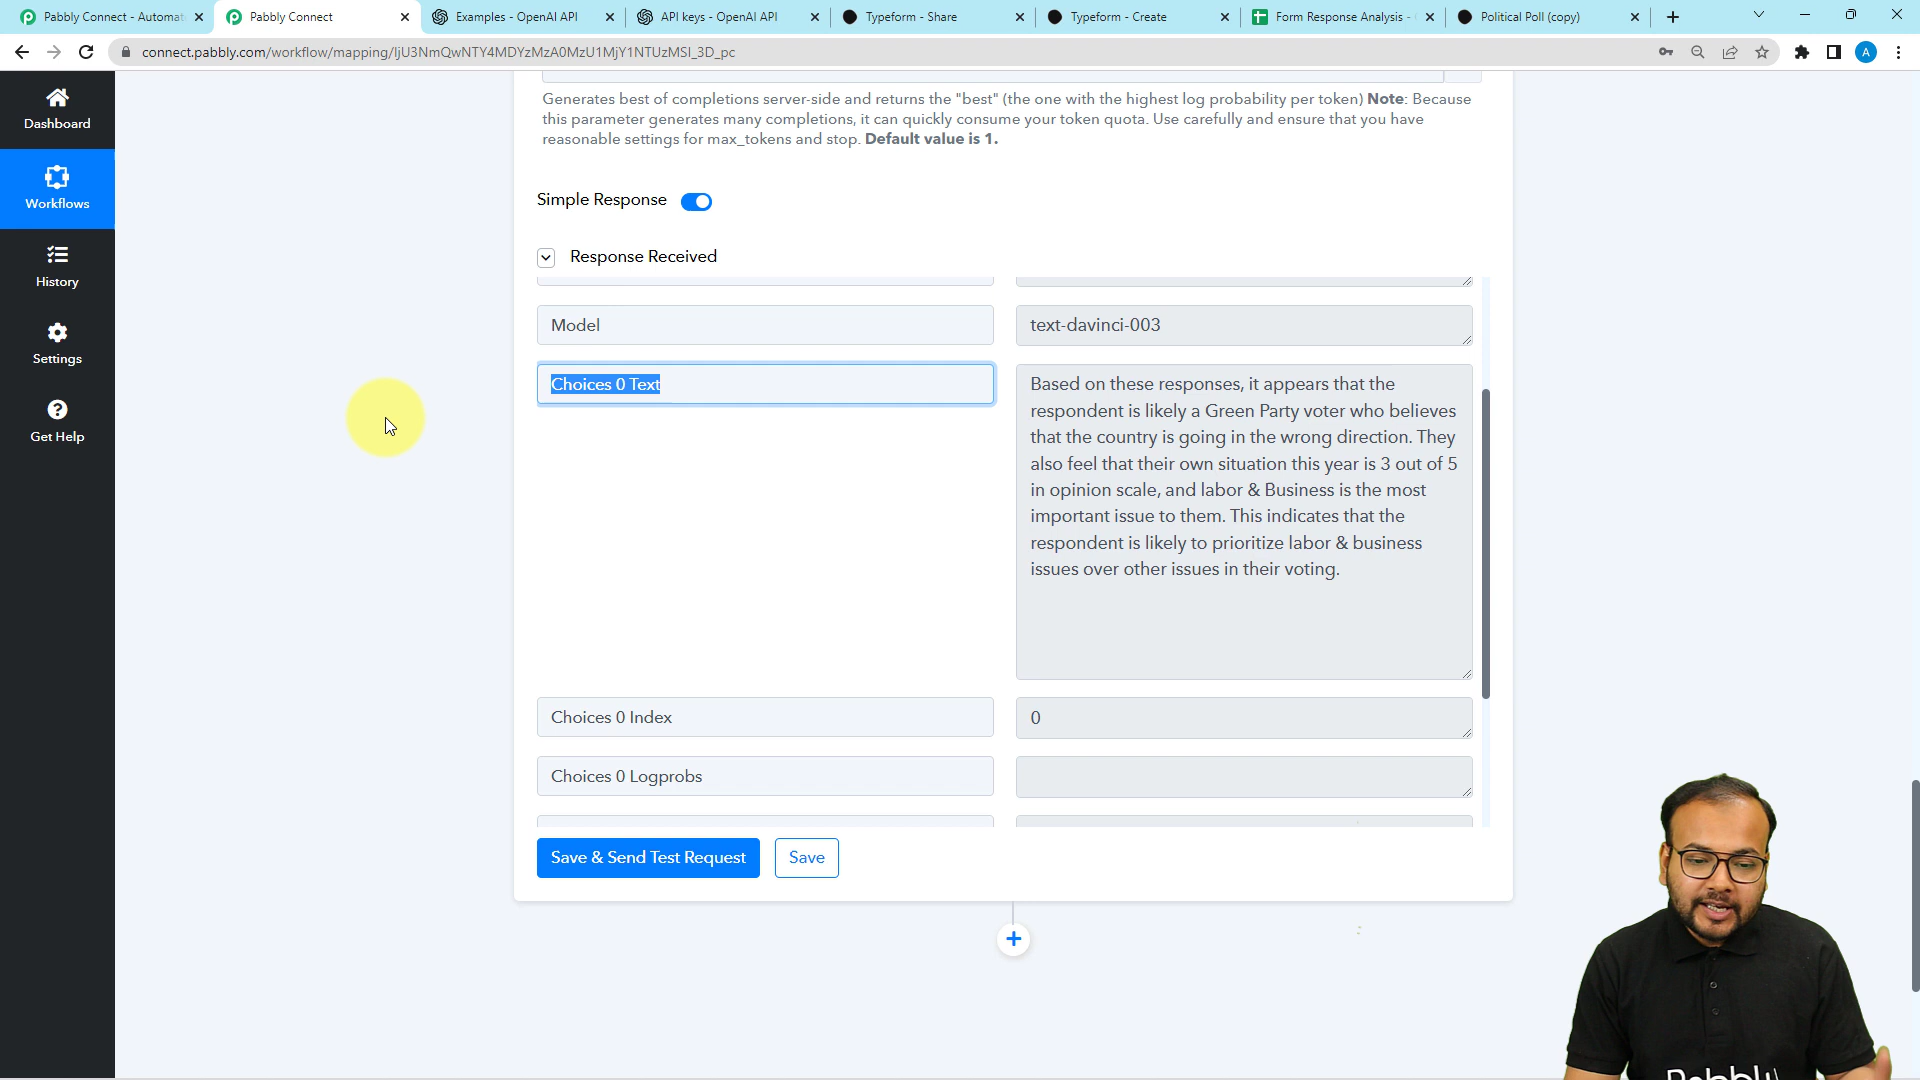 Pabbly Connect - Automat
Pabbly Connect
Examples - OpenAI API
API keys - OpenAI API
Typeform - Share
Typeform - Create
Form Response Analysis -
Political Poll (copy)
connect.pabbly.com/workflow/mapping/IjU3NmQwNTY4MDYzMzA0MzU1MjY1NTUzMSI_3D_pc
A
Dashboard
Workflows
History
Settings
Get Help
Generates best of completions server-side and returns the "best" (the one with the highest log probability per token) Note: Because
this parameter generates many completions, it can quickly consume your token quota. Use carefully and ensure that you have
reasonable settings for max_tokens and stop. Default value is 1.
Simple Response
Response Received
Model
text-davinci-003
Choices 0 Text
Based on these responses, it appears that the
respondent is likely a Green Party voter who believes
that the country is going in the wrong direction. They
also feel that their own situation this year is 3 out of 5
in opinion scale, and labor & Business is the most
important issue to them. This indicates that the
respondent is likely to prioritize labor & business
issues over other issues in their voting.
Choices 0 Index
0
Choices 0 Logprobs
Save & Send Test Request
Save
Pabbly